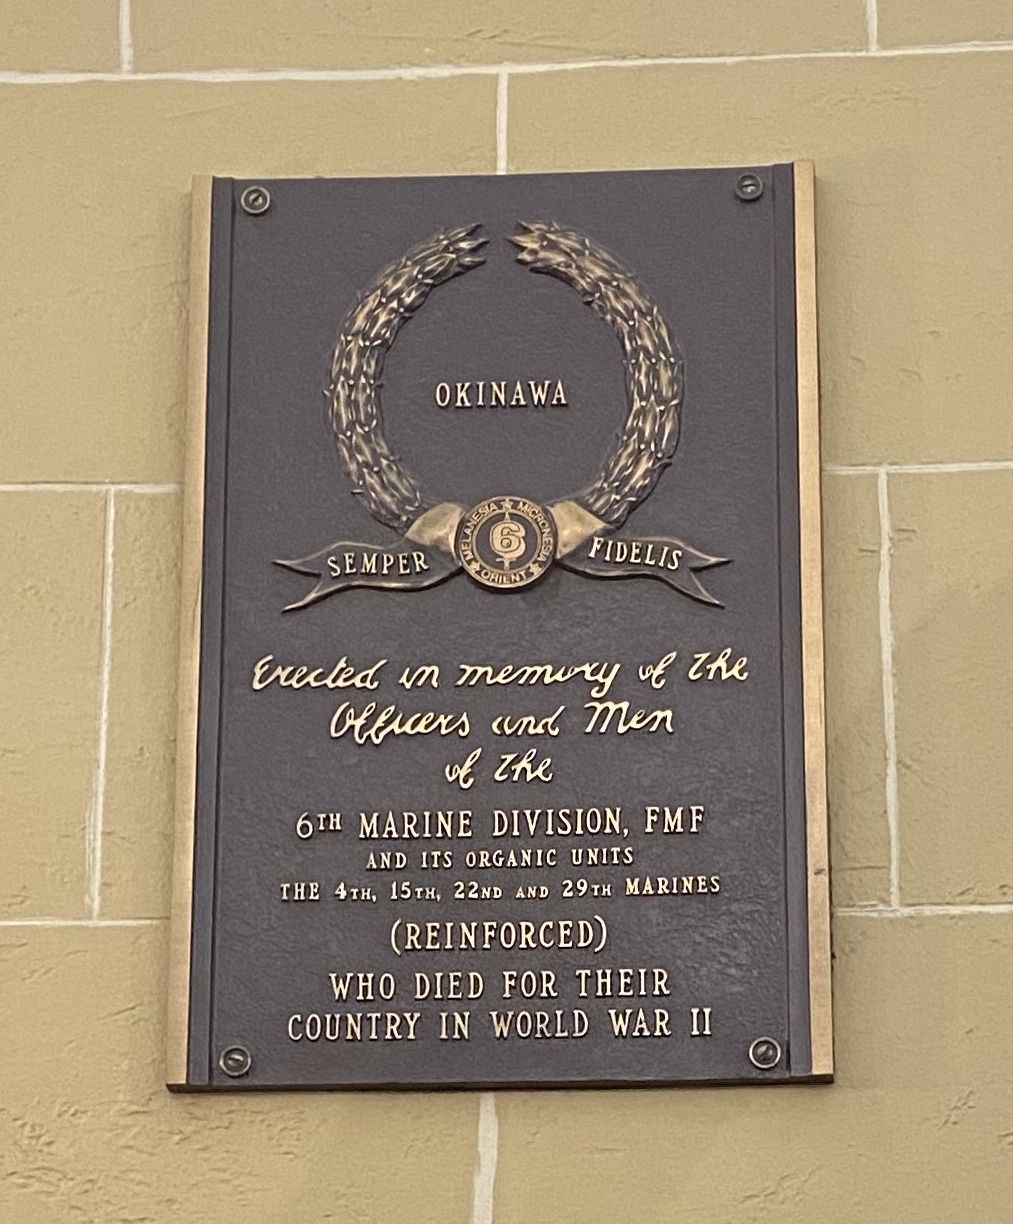 OKINAWA
MELANESIA ★ MICRONESIA ★ ORIENT ★
6
SEMPER FIDELIS
Erected in memory of the
Officers and Men
of the
6TH MARINE DIVISION, FMF
AND ITS ORGANIC UNITS
THE 4TH, 15TH, 22ND AND 29TH MARINES
(REINFORCED)
WHO DIED FOR THEIR
COUNTRY IN WORLD WAR II